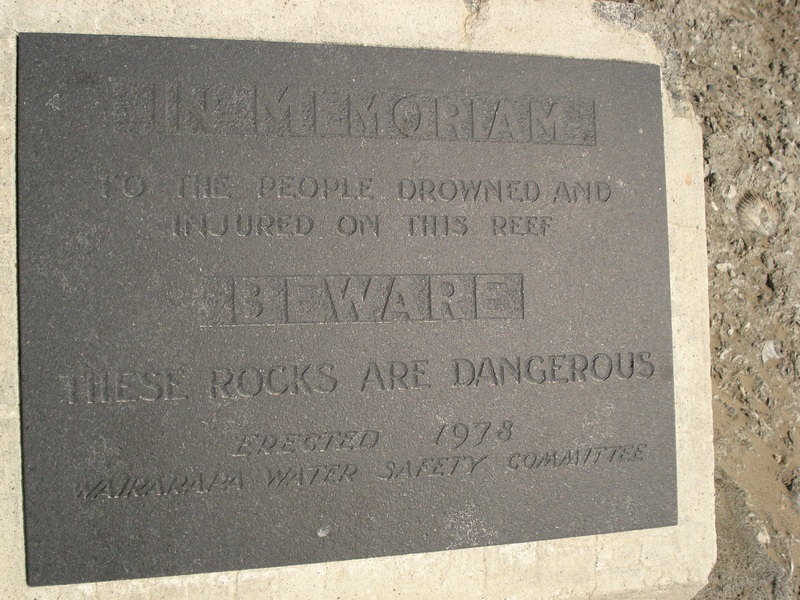 IN MEMORIAM
TO THE PEOPLE DROWNED AND
INJURED ON THIS REEF
BEWARE
THESE ROCKS ARE DANGEROUS
ERECTED 1978
WAIRARAPA WATER SAFETY COMMITTEE